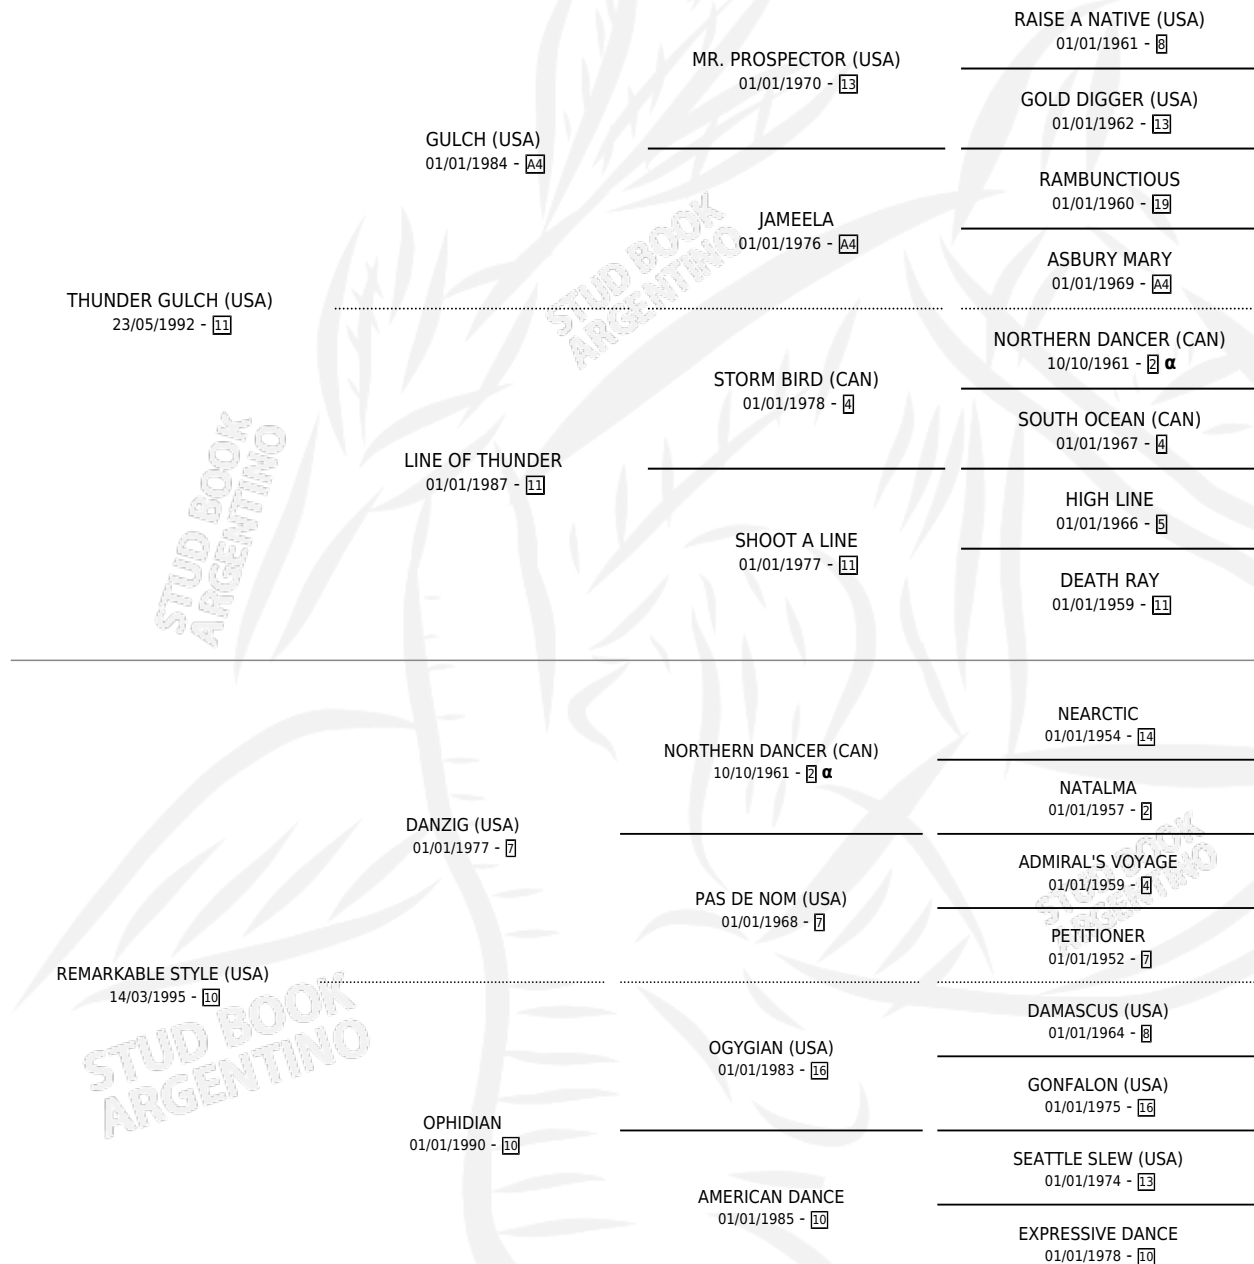 RAISE A NATIVE (USA)
01/01/1961 - 8
MR. PROSPECTOR (USA)
01/01/1970 - 13
GOLD DIGGER (USA)
01/01/1962 - 13
GULCH (USA)
01/01/1984 - A4
RAMBUNCTIOUS
01/01/1960 - 19
JAMEELA
01/01/1976 - A4
ASBURY MARY
01/01/1969 - A4
THUNDER GULCH (USA)
23/05/1992 - 11
NORTHERN DANCER (CAN)
10/10/1961 - 2 α
STORM BIRD (CAN)
01/01/1978 - 4
SOUTH OCEAN (CAN)
01/01/1967 - 4
LINE OF THUNDER
01/01/1987 - 11
HIGH LINE
01/01/1966 - 5
SHOOT A LINE
01/01/1977 - 11
DEATH RAY
01/01/1959 - 11
NEARCTIC
01/01/1954 - 14
NORTHERN DANCER (CAN)
10/10/1961 - 2 α
NATALMA
01/01/1957 - 2
DANZIG (USA)
01/01/1977 - 7
ADMIRAL'S VOYAGE
01/01/1959 - 4
PAS DE NOM (USA)
01/01/1968 - 7
PETITIONER
01/01/1952 - 7
REMARKABLE STYLE (USA)
14/03/1995 - 10
DAMASCUS (USA)
01/01/1964 - 8
OGYGIAN (USA)
01/01/1983 - 16
GONFALON (USA)
01/01/1975 - 16
OPHIDIAN
01/01/1990 - 10
SEATTLE SLEW (USA)
01/01/1974 - 13
AMERICAN DANCE
01/01/1985 - 10
EXPRESSIVE DANCE
01/01/1978 - 10
STUD BOOK
ARGENTINO
STUD BOOK
ARGENTINO
STUD BOOK
ARGENTINO
STUD BOOK
ARGENTINO